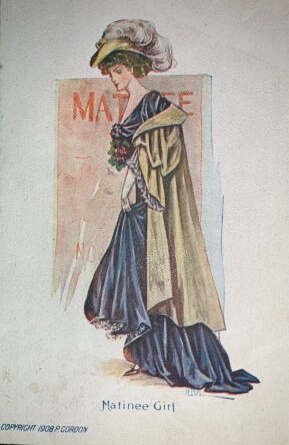 MAT EE
Matinee Girl
COPYRIGHT 1908 P. GORDON